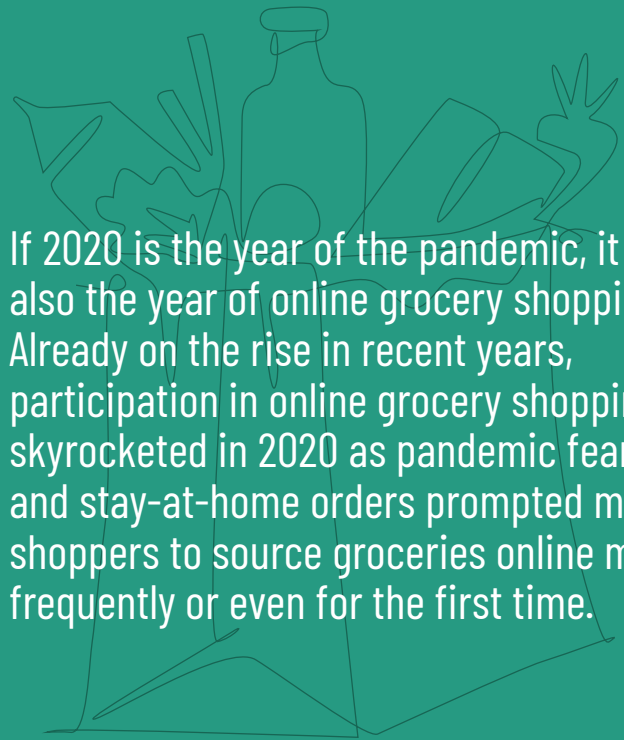 If 2020 is the year of the pandemic, it
also the year of online grocery shoppi
Already on the rise in recent years,
participation in online grocery shoppi
skyrocketed in 2020 as pandemic fear
and stay-at-home orders prompted m
shoppers to source groceries online m
frequently or even for the first time.